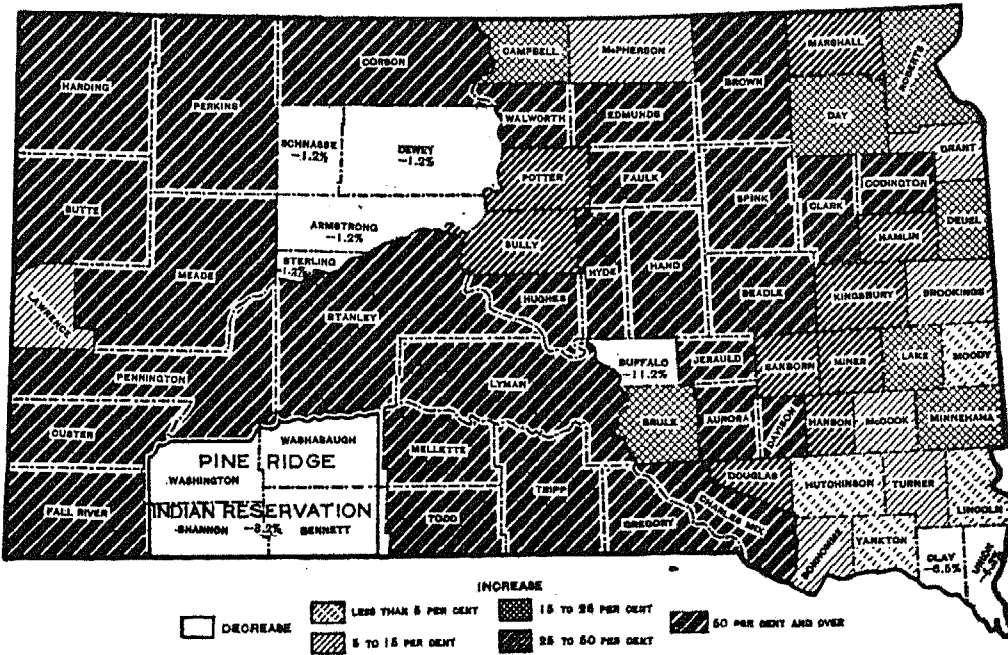 CAMPBELL
McPHERSON
MARSHALL
ROBERTS
CORSON
BROWN
HARDING
PERKINS
WALWORTH
EDMUNDS
DAY
GRANT
SCHNASSE
-1.2%
DEWEY
-1.2%
POTTER
FAULK
SPINK
CLARK
CODINGTON
DEUEL
HAMLIN
BUTTE
ARMSTRONG
-1.2%
STERLING
-1.2%
SULLY
HYDE
HAND
MEADE
HUGHES
BEADLE
KINGSBURY
BROOKINGS
LAWRENCE
STANLEY
BUFFALO
-11.2%
JERAULD
SANBORN
MINER
LAKE
MOODY
PENNINGTON
LYMAN
CUSTER
BRULE
AURORA
DAVISON
HANSON
McCOOK
MINNEHAHA
WASHABAUGH
PINE RIDGE
WASHINGTON
MELLETTE
DOUGLAS
HUTCHINSON
TURNER
LINCOLN
FALL RIVER
INDIAN RESERVATION
SHANNON
BENNETT
TODD
TRIPP
GREGORY
CHARLES MIX
BONHOMME
YANKTON
CLAY
-6.5%
UNION
INCREASE
DECREASE
LESS THAN 5 PER CENT
5 TO 15 PER CENT
15 TO 25 PER CENT
25 TO 50 PER CENT
50 PER CENT AND OVER